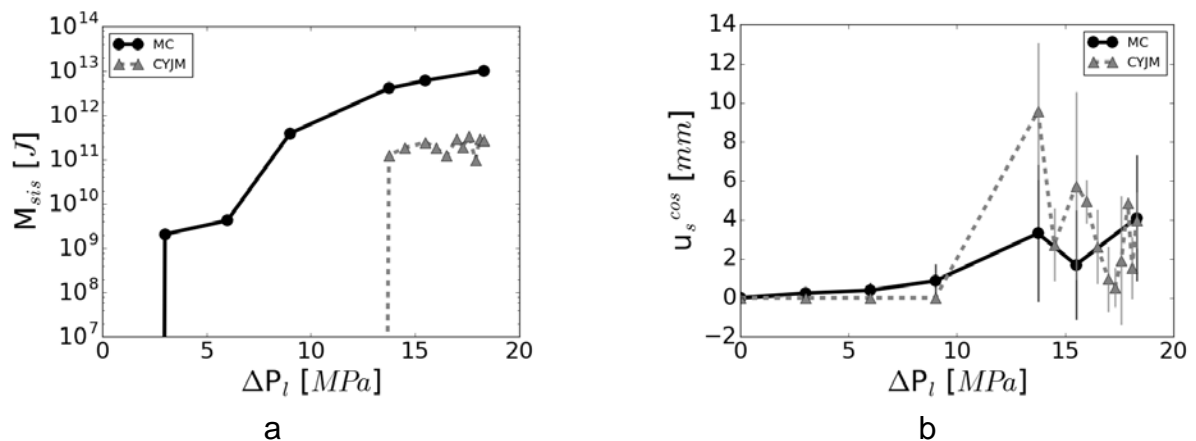 10^14
10^13
10^12
10^11
10^10
10^9
10^8
10^7
M_sis [J]
MC
CYJM
0 5 10 15 20
ΔP_l [MPa]
a
14
12
10
8
6
4
2
0
−2
u_s^cos [mm]
MC
CYJM
0 5 10 15 20
ΔP_l [MPa]
b